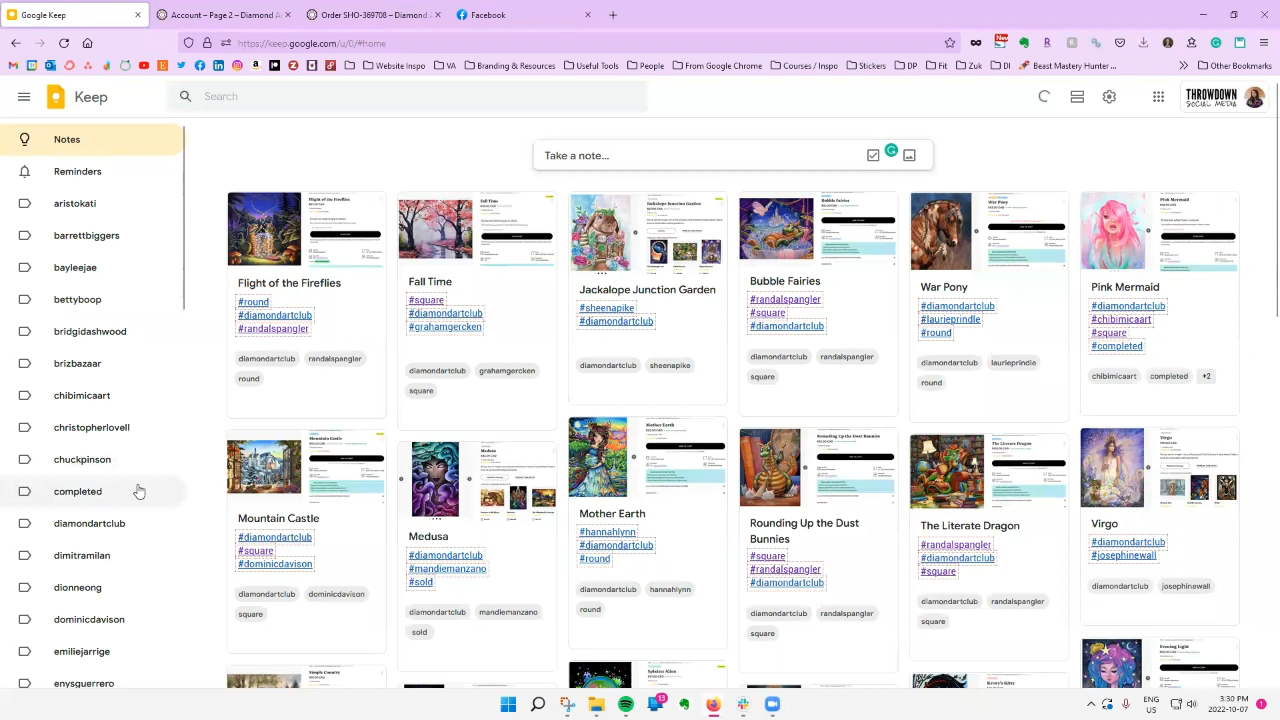 Google Keep
Account – Page 2 – Diamond A
Order SHO-369708 – Diamond
Facebook
Website Inspo
VA
Branding & Resources
Useful Tools
People
From Google Chrome
Courses / Inspo
Stickers
DP
Fit
Zuk
DI
Beast Mastery Hunter ...
Other Bookmarks
Keep
Search
THROWDOWN
SOCIAL MEDIA
Notes
Reminders
Take a note...
barrettbiggers
bayleejae
bettyboop
bridgidashwood
brizbazaar
chibimicaart
christopherlovell
chuckpinson
completed
diamondartclub
dimitramilan
dionneong
dominicdavison
emiliejarrige
Flight of the Fireflies
#round
#diamondartclub
#randalspangler
diamondartclub
randalspangler
round
Fall Time
#square
#diamondartclub
#grahamgercken
diamondartclub
grahamgercken
square
Jackalope Junction Garden
#sheenapike
#diamondartclub
diamondartclub
sheenapike
Bubble Fairies
#randalspangler
#square
#diamondartclub
diamondartclub
randalspangler
square
War Pony
#diamondartclub
#laurieprindle
#round
diamondartclub
laurieprindle
round
Pink Mermaid
#diamondartclub
#chibimicaart
#square
#completed
chibimicaart
completed
+2
Mountain Castle
#diamondartclub
#square
#dominicdavison
diamondartclub
dominicdavison
square
Medusa
#diamondartclub
#mandiemanzano
#sold
diamondartclub
mandiemanzano
sold
Mother Earth
#hannahlynn
#diamondartclub
#round
diamondartclub
hannahlynn
round
Rounding Up the Dust
Bunnies
#square
#randalspangler
#diamondartclub
diamondartclub
randalspangler
square
The Literate Dragon
#randalspangler
#diamondartclub
#square
diamondartclub
randalspangler
square
Virgo
#diamondartclub
#josephinewall
diamondartclub
josephinewall
13
ENG
US
3:30 PM
2022-10-07